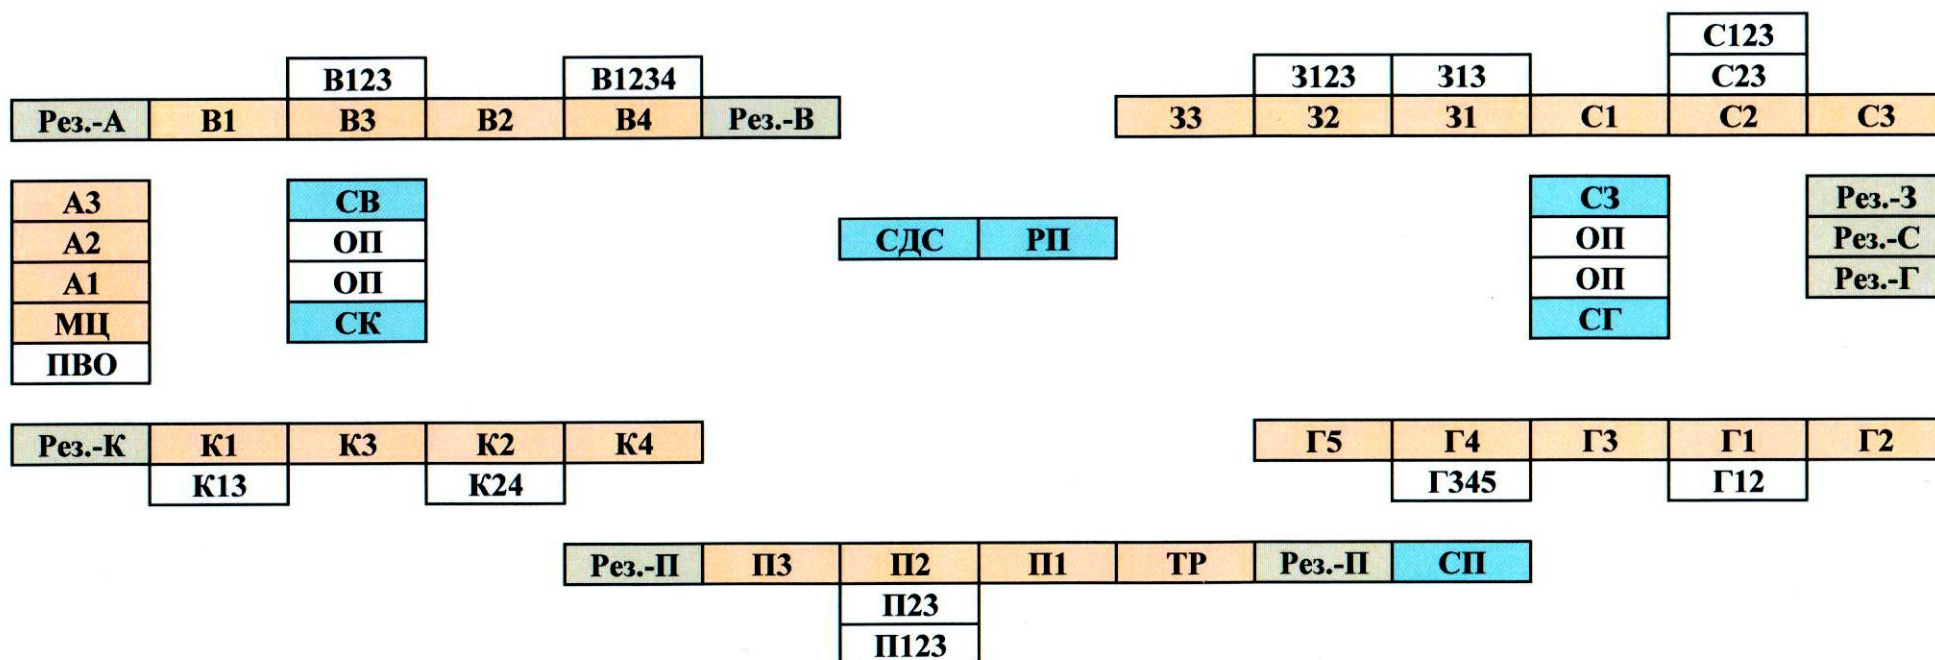 С123
В123 В1234 З123 З13 С23
Рез.-А В1 В3 В2 В4 Рез.-В З3 З2 З1 С1 С2 С3
А3 СВ СЗ Рез.-З
А2 ОП СДС РП ОП Рез.-С
А1 ОП ОП Рез.-Г
МЦ СК СГ
ПВО
Рез.-К К1 К3 К2 К4 Г5 Г4 Г3 Г1 Г2
К13 К24 Г345 Г12
Рез.-П П3 П2 П1 ТР Рез.-П СП
П23
П123